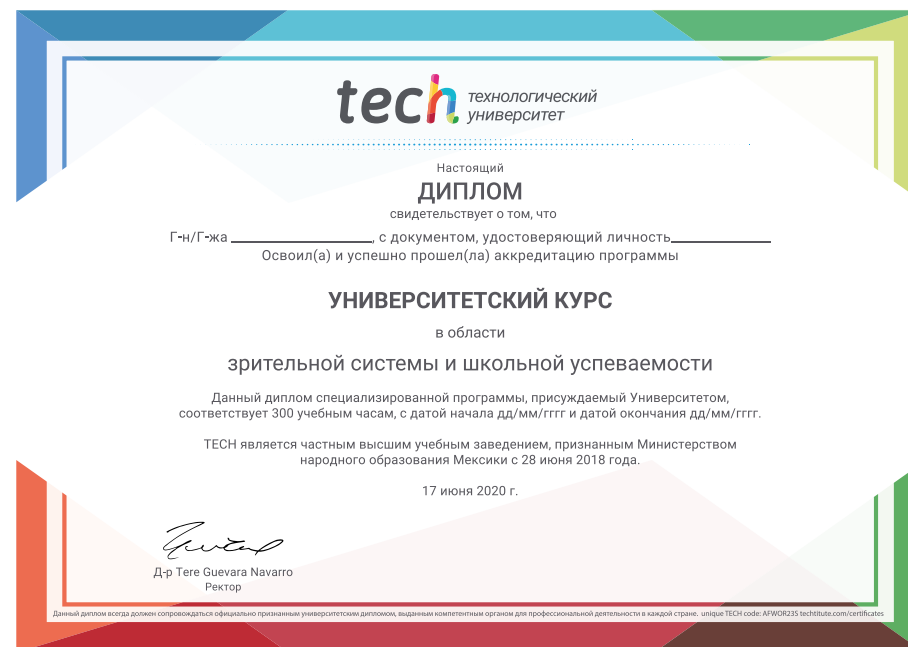 tech технологический
университет
Настоящий
ДИПЛОМ
свидетельствует о том, что
Г-н/Г-жа ____________________, с документом, удостоверяющий личность______________
Освоил(а) и успешно прошел(ла) аккредитацию программы
УНИВЕРСИТЕТСКИЙ КУРС
в области
зрительной системы и школьной успеваемости
Данный диплом специализированной программы, присуждаемый Университетом,
соответствует 300 учебным часам, с датой начала дд/мм/гггг и датой окончания дд/мм/гггг.
TECH является частным высшим учебным заведением, признанным Министерством
народного образования Мексики с 28 июня 2018 года.
17 июня 2020 г.
Д-р Tere Guevara Navarro
Ректор
Данный диплом всегда должен сопровождаться официально признанным университетским дипломом, выданным компетентным органом для профессиональной деятельности в каждой стране. unique TECH code: AFWOR23S techtitute.com/certificates